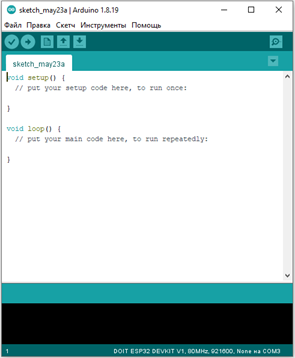 sketch_may23a | Arduino 1.8.19
Файл Правка Скетч Инструменты Помощь
sketch_may23a
void setup() {
// put your setup code here, to run once:
}
void loop() {
// put your main code here, to run repeatedly:
}
1 DOIT ESP32 DEVKIT V1, 80MHz, 921600, None на COM3